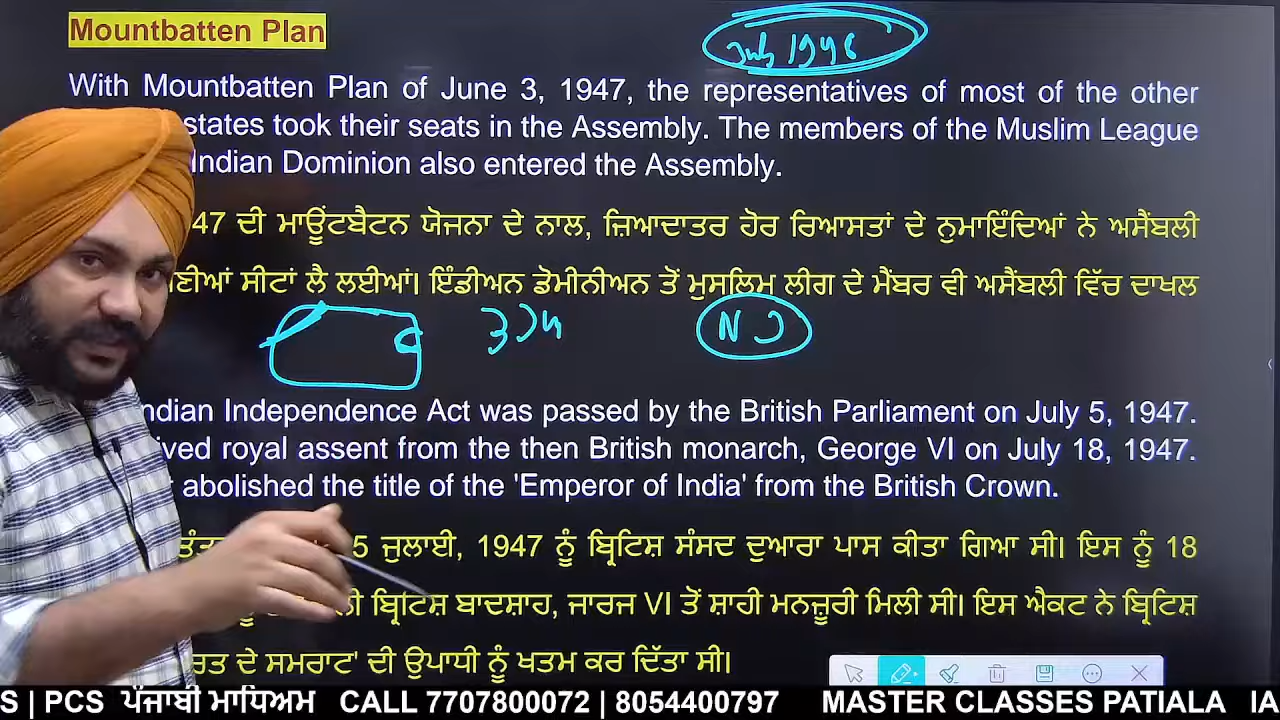 Mountbatten Plan
July 1946
With Mountbatten Plan of June 3, 1947, the representatives of most of the other
states took their seats in the Assembly. The members of the Muslim League
Indian Dominion also entered the Assembly.
47 ਦੀ ਮਾਊਂਟਬੈਟਨ ਯੋਜਨਾ ਦੇ ਨਾਲ, ਜ਼ਿਆਦਾਤਰ ਹੋਰ ਰਿਆਸਤਾਂ ਦੇ ਨੁਮਾਇੰਦਿਆਂ ਨੇ ਅਸੈਂਬਲੀ
ਸੀਟਾਂ ਲੈ ਲਈਆਂ। ਇੰਡੀਅਨ ਡੋਮੀਨੀਅਨ ਤੋਂ ਮੁਸਲਿਮ ਲੀਗ ਦੇ ਮੈਂਬਰ ਵੀ ਅਸੈਂਬਲੀ ਵਿੱਚ ਦਾਖਲ
ndian Independence Act was passed by the British Parliament on July 5, 1947.
ved royal assent from the then British monarch, George VI on July 18, 1947.
abolished the title of the 'Emperor of India' from the British Crown.
5 ਜੁਲਾਈ, 1947 ਨੂੰ ਬ੍ਰਿਟਿਸ਼ ਸੰਸਦ ਦੁਆਰਾ ਪਾਸ ਕੀਤਾ ਗਿਆ ਸੀ। ਇਸ ਨੂੰ 18
ਬ੍ਰਿਟਿਸ਼ ਬਾਦਸ਼ਾਹ, ਜਾਰਜ VI ਤੋਂ ਸ਼ਾਹੀ ਮਨਜ਼ੂਰੀ ਮਿਲੀ ਸੀ। ਇਸ ਐਕਟ ਨੇ ਬ੍ਰਿਟਿਸ਼
ਰਤ ਦੇ ਸਮਰਾਟ' ਦੀ ਉਪਾਧੀ ਨੂੰ ਖਤਮ ਕਰ ਦਿੱਤਾ ਸੀ।
S | PCS ਪੰਜਾਬੀ ਮਾਧਿਅਮ CALL 7707800072 | 8054400797 MASTER CLASSES PATIALA IA